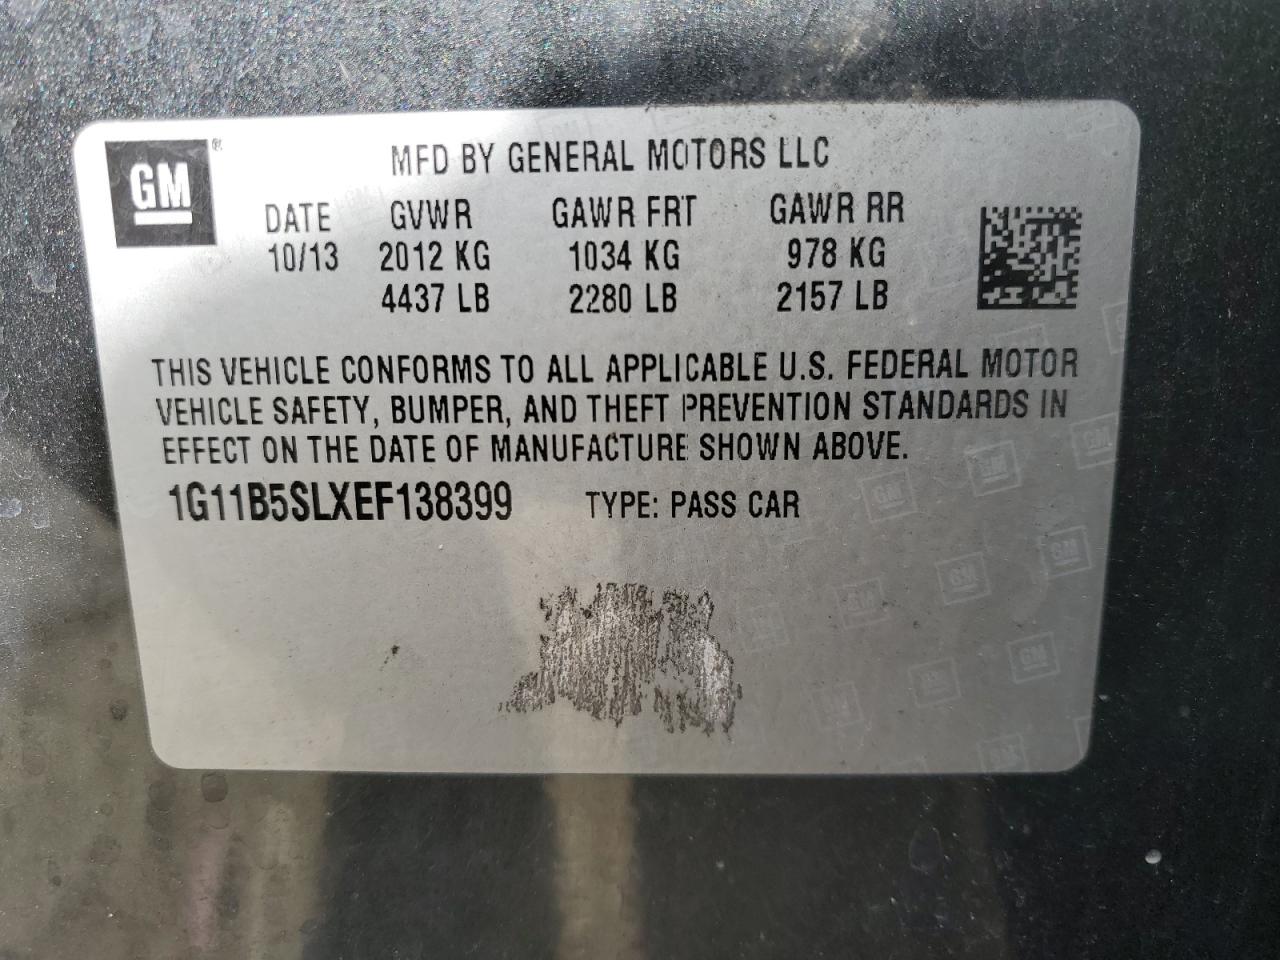 GM®
MFD BY GENERAL MOTORS LLC
DATE GVWR GAWR FRT GAWR RR
10/13 2012 KG 1034 KG 978 KG
4437 LB 2280 LB 2157 LB
THIS VEHICLE CONFORMS TO ALL APPLICABLE U.S. FEDERAL MOTOR
VEHICLE SAFETY, BUMPER, AND THEFT PREVENTION STANDARDS IN
EFFECT ON THE DATE OF MANUFACTURE SHOWN ABOVE.
1G11B5SLXEF138399 TYPE: PASS CAR